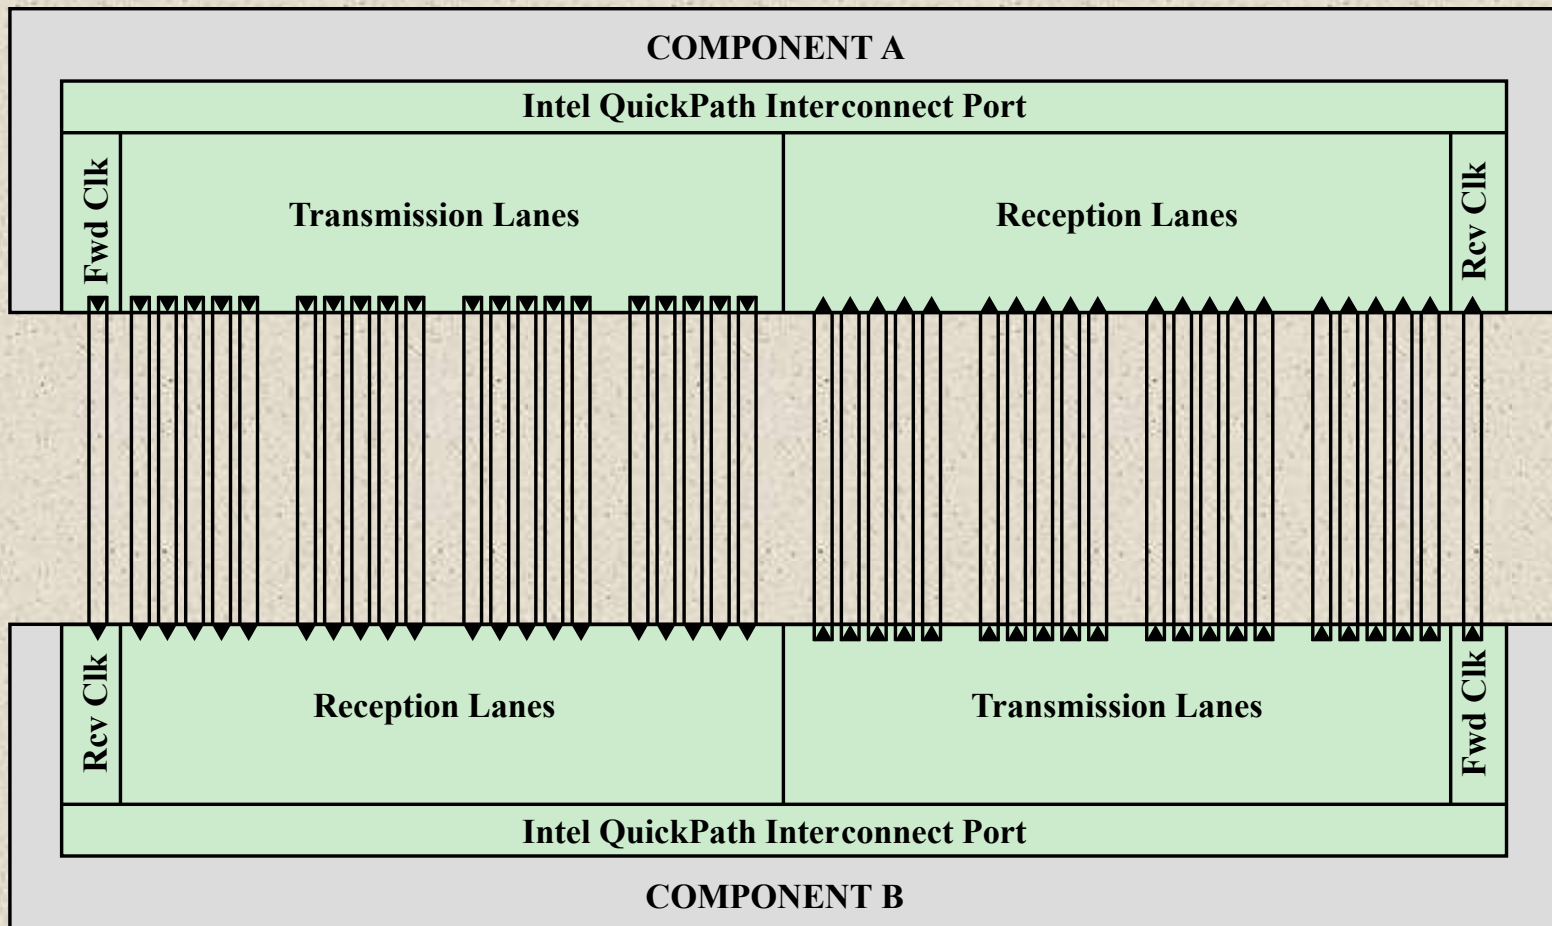 COMPONENT A
Intel QuickPath Interconnect Port
Fwd Clk
Transmission Lanes
Reception Lanes
Rcv Clk
Rcv Clk
Reception Lanes
Transmission Lanes
Fwd Clk
Intel QuickPath Interconnect Port
COMPONENT B